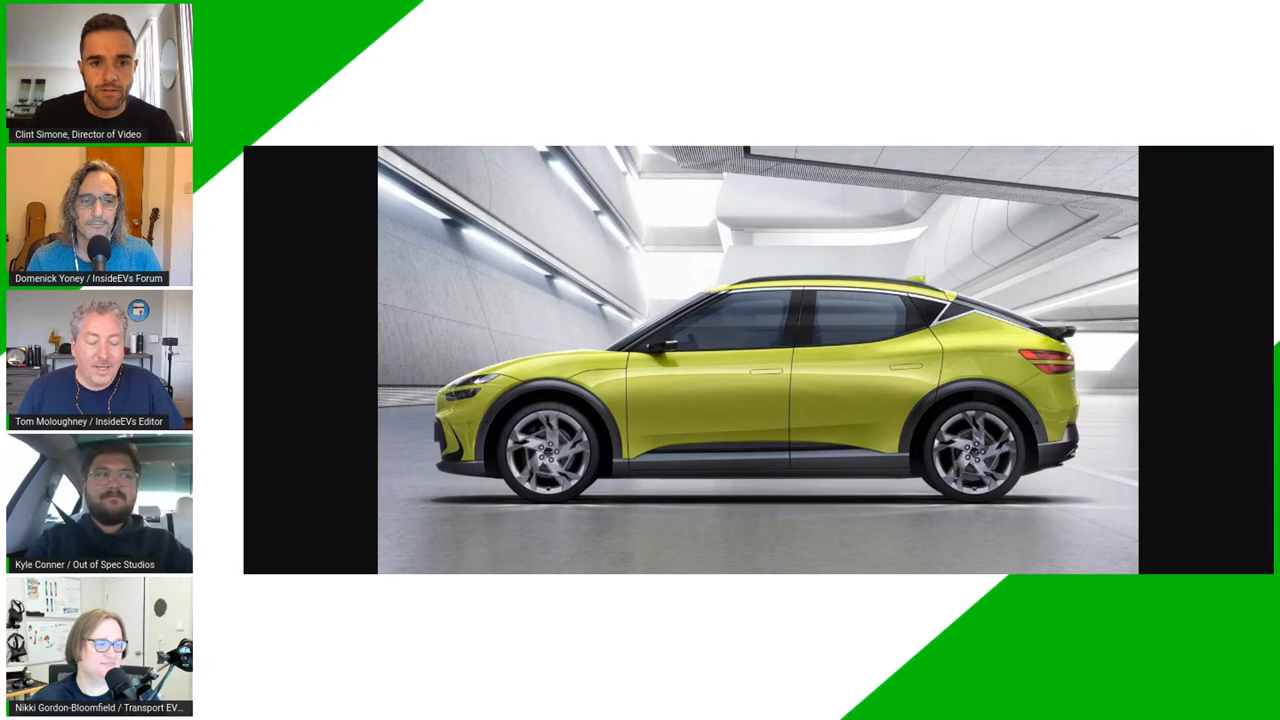 Clint Simone, Director of Video
Domenick Yoney / InsideEVs Forum
Tom Moloughney / InsideEVs Editor
Kyle Conner / Out of Spec Studios
Nikki Gordon-Bloomfield / Transport EV...